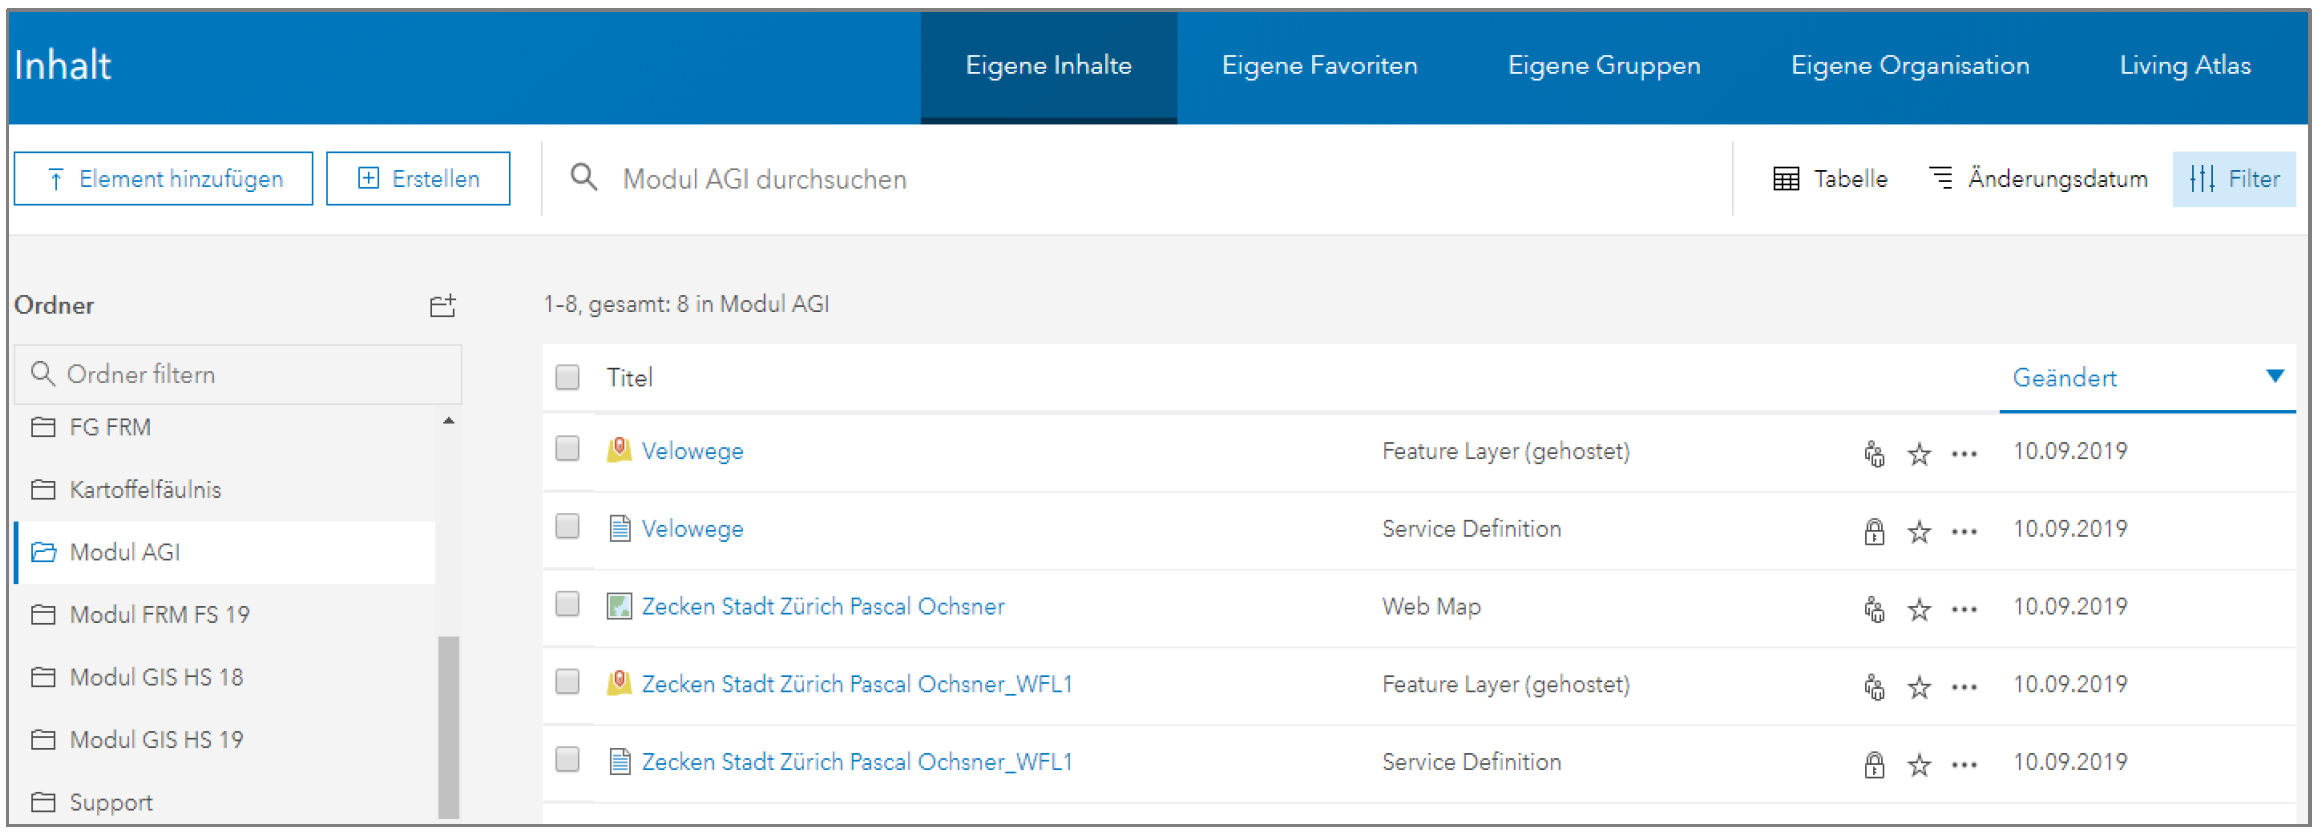 Inhalt
Eigene Inhalte
Eigene Favoriten
Eigene Gruppen
Eigene Organisation
Living Atlas
Element hinzufügen
Erstellen
Modul AGI durchsuchen
Tabelle
Änderungsdatum
Filter
Ordner
Ordner filtern
FG FRM
Kartoffelfäulnis
Modul AGI
Modul FRM FS 19
Modul GIS HS 18
Modul GIS HS 19
Support
1-8, gesamt: 8 in Modul AGI
Titel Geändert
Velowege Feature Layer (gehostet) 10.09.2019
Velowege Service Definition 10.09.2019
Zecken Stadt Zürich Pascal Ochsner Web Map 10.09.2019
Zecken Stadt Zürich Pascal Ochsner_WFL1 Feature Layer (gehostet) 10.09.2019
Zecken Stadt Zürich Pascal Ochsner_WFL1 Service Definition 10.09.2019